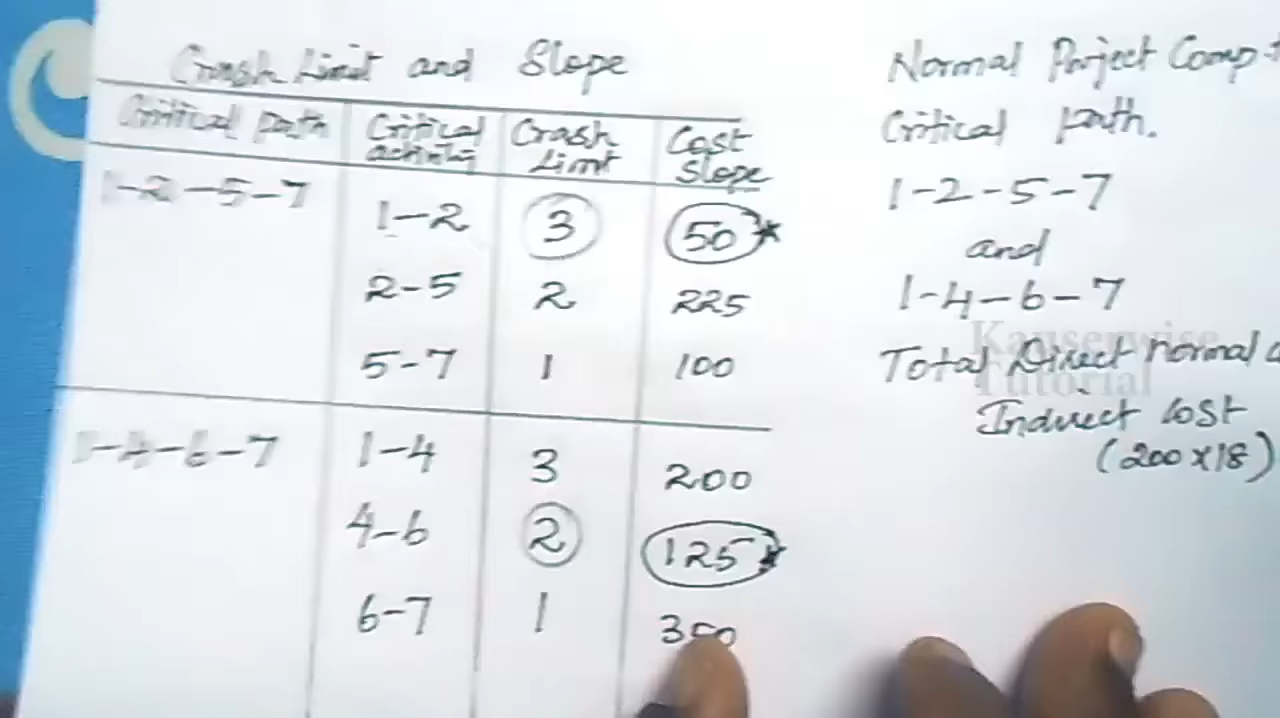 Crash Limit and Slope
Critical path Critical activity Crash Limit Cost Slope
1-2-5-7 1-2 3 50*
2-5 2 225
5-7 1 100
1-4-6-7 1-4 3 200
4-6 2 125*
6-7 1
Normal Project Comp
Critical path.
1-2-5-7
and
1-4-6-7
Kauserwise
Tutorial
Total Direct normal
Indirect cost
(200x18)